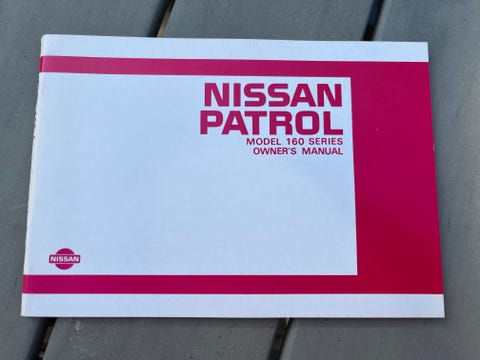 NISSAN
PATROL
MODEL 160 SERIES
OWNER'S MANUAL
NISSAN